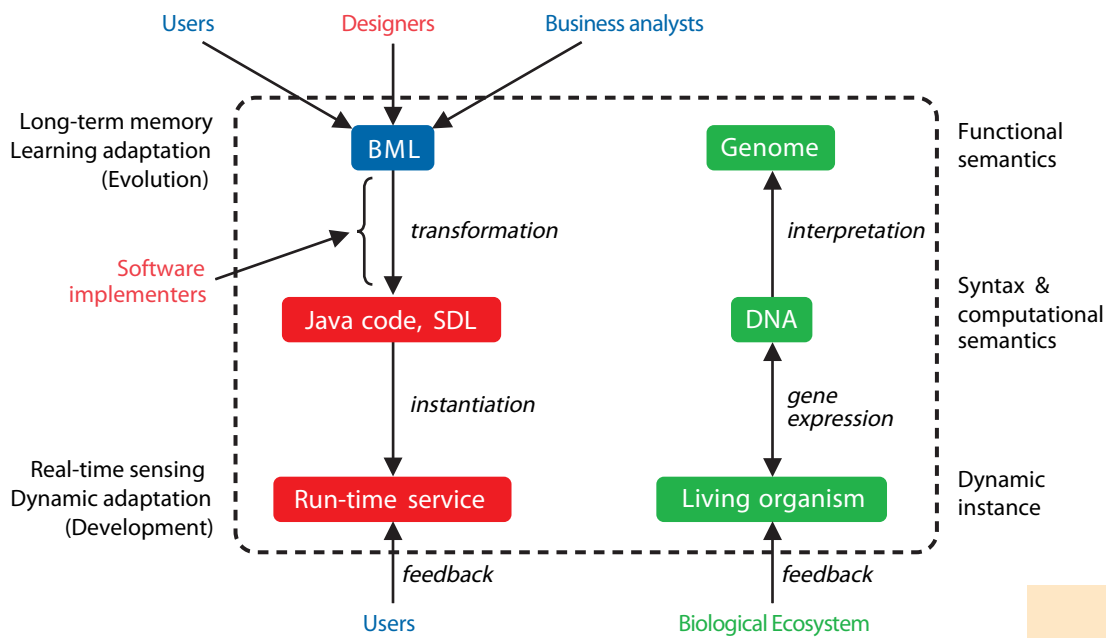 Users
Designers
Business analysts
Long-term memory
Learning adaptation
(Evolution)
BML
Genome
Functional
semantics
transformation
interpretation
Software
implementers
Java code, SDL
DNA
Syntax &
computational
semantics
instantiation
gene
expression
Real-time sensing
Dynamic adaptation
(Development)
Run-time service
Living organism
Dynamic
instance
feedback
feedback
Users
Biological Ecosystem